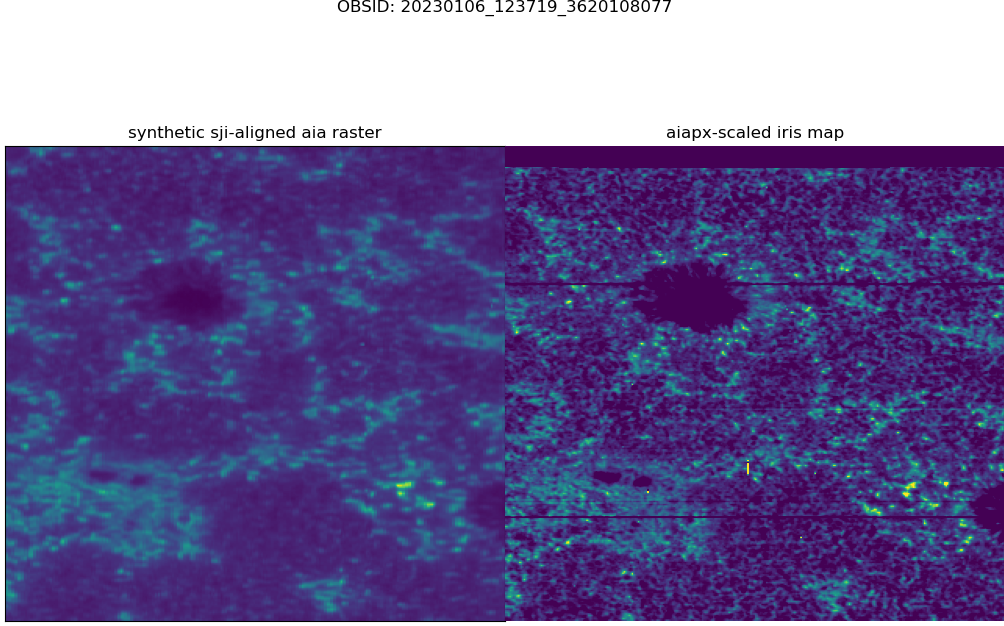 OBSID: 20230106_123719_3620108077
synthetic sji-aligned aia raster
aiapx-scaled iris map